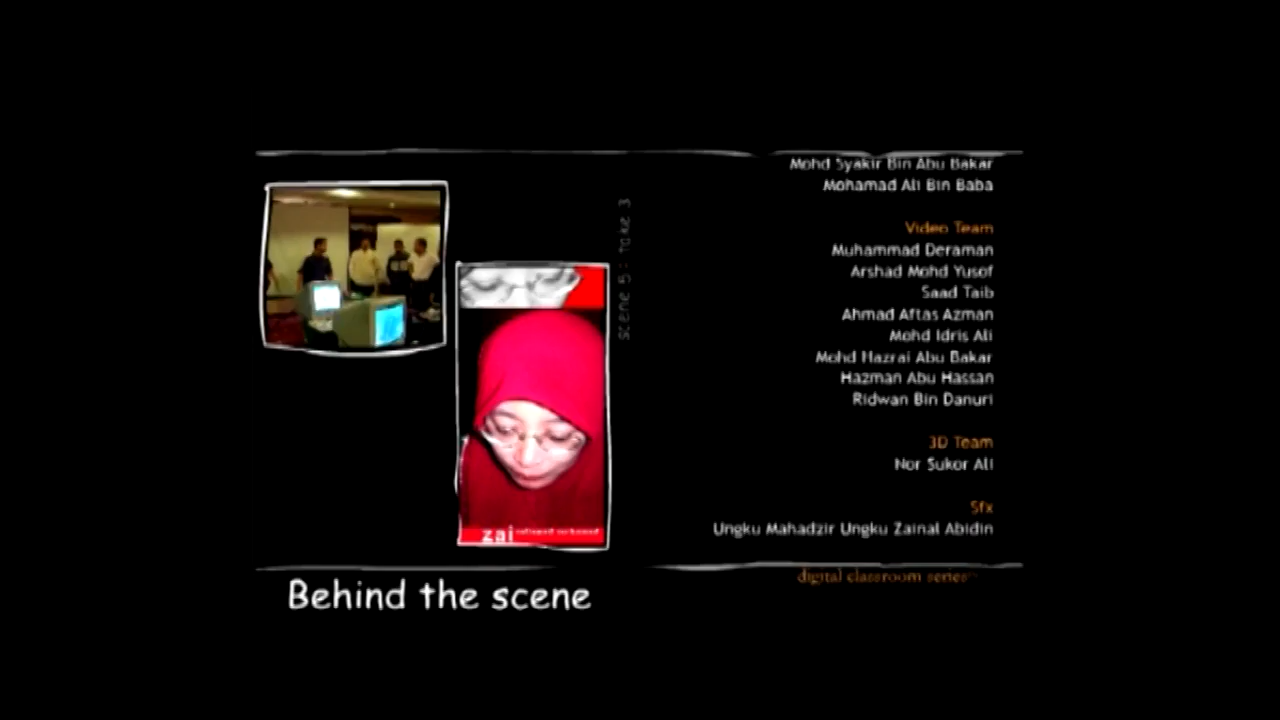 Mohd Syakir Bin Abu Bakar
Mohamad Ali Bin Baba
Video Team
Muhammad Deraman
Arshad Mohd Yusof
Saad Taib
Ahmad Aftas Azman
Mohd Idris Ali
Mohd Hazrai Abu Bakar
Hazman Abu Hassan
Ridwan Bin Danuri
3D Team
Nor Sukor Ali
Sfx
Ungku Mahadzir Ungku Zainal Abidin
digital classroom series
scene 5 : take 3
zai
Behind the scene